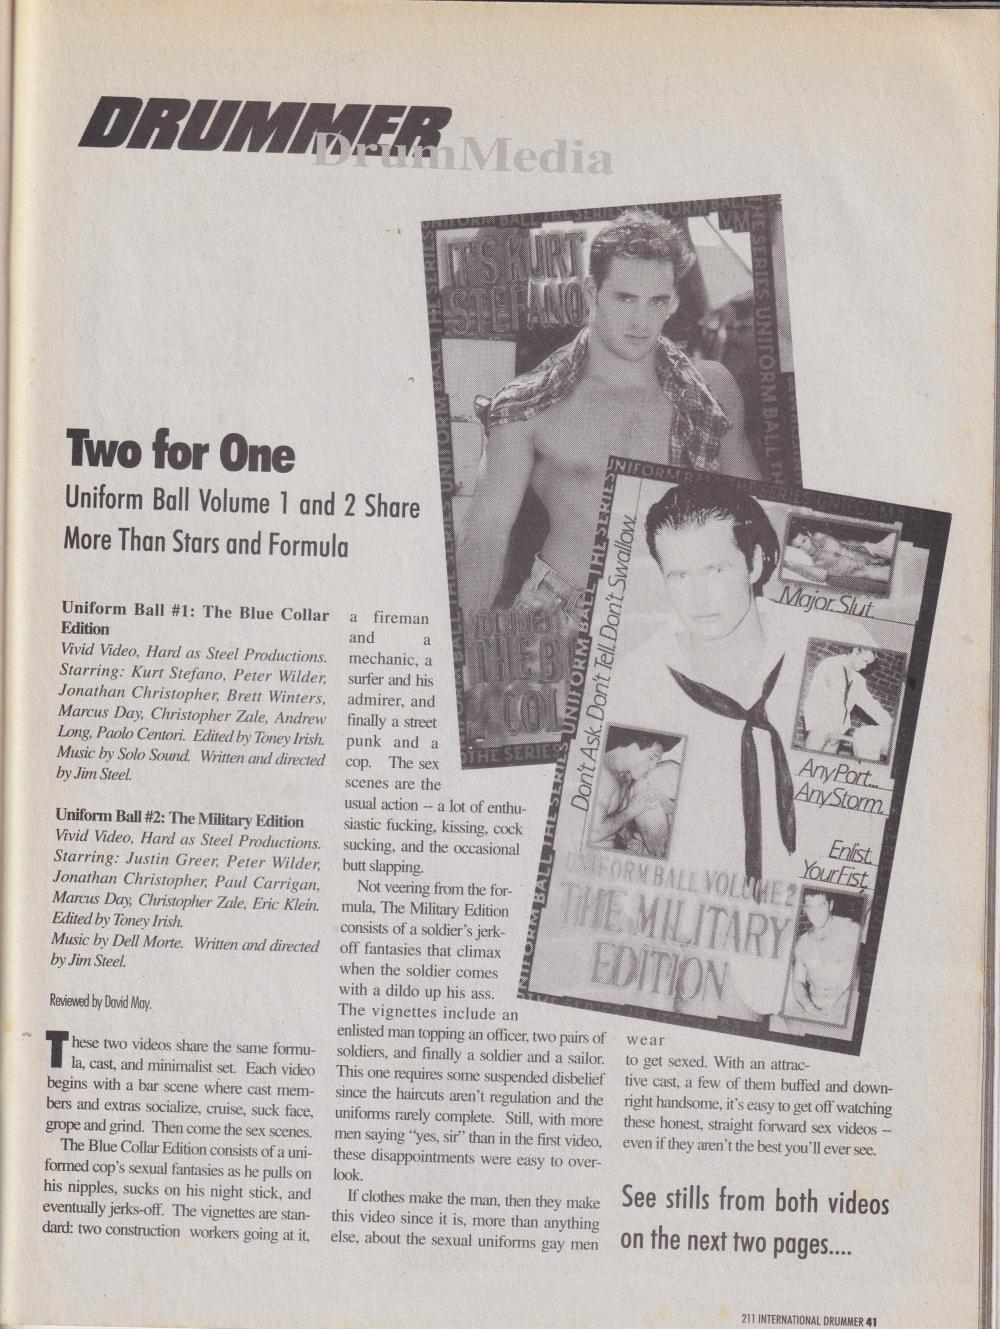 DRUMMER
DrumMedia
IT'S KURT
STEFANO
UNIFORM BALL THE SERIES
Two for One
Uniform Ball Volume 1 and 2 Share
More Than Stars and Formula
Uniform Ball #1: The Blue Collar
Edition
Vivid Video, Hard as Steel Productions.
Starring: Kurt Stefano, Peter Wilder,
Jonathan Christopher, Brett Winters,
Marcus Day, Christopher Zale, Andrew
Long, Paolo Centori. Edited by Toney Irish.
Music by Solo Sound. Written and directed
by Jim Steel.
Uniform Ball #2: The Military Edition
Vivid Video, Hard as Steel Productions.
Starring: Justin Greer, Peter Wilder,
Jonathan Christopher, Paul Carrigan,
Marcus Day, Christopher Zale, Eric Klein.
Edited by Toney Irish.
Music by Dell Morte. Written and directed
by Jim Steel.
Reviewed by David May.
These two videos share the same formu-
la, cast, and minimalist set. Each video
begins with a bar scene where cast mem-
bers and extras socialize, cruise, suck face,
grope and grind. Then come the sex scenes.
The Blue Collar Edition consists of a uni-
formed cop's sexual fantasies as he pulls on
his nipples, sucks on his night stick, and
eventually jerks-off. The vignettes are stan-
dard: two construction workers going at it,
a fireman
and a
mechanic, a
surfer and his
admirer, and
finally a street
punk and a
cop. The sex
scenes are the
usual action -- a lot of enthu-
siastic fucking, kissing, cock
sucking, and the occasional
butt slapping.
Not veering from the for-
mula, The Military Edition
consists of a soldier's jerk-
off fantasies that climax
when the soldier comes
with a dildo up his ass.
The vignettes include an
enlisted man topping an officer, two pairs of
soldiers, and finally a soldier and a sailor.
This one requires some suspended disbelief
since the haircuts aren't regulation and the
uniforms rarely complete. Still, with more
men saying "yes, sir" than in the first video,
these disappointments were easy to over-
look.
If clothes make the man, then they make
this video since it is, more than anything
else, about the sexual uniforms gay men
wear
to get sexed. With an attrac-
tive cast, a few of them buffed and down-
right handsome, it's easy to get off watching
these honest, straight forward sex videos --
even if they aren't the best you'll ever see.
See stills from both videos
on the next two pages....
UNIFORM BALL THE SERIES
Don't Ask. Don't Tell. Don't Swallow.
Major Slut.
Any Port...
Any Storm.
Enlist.
Your Fist.
UNIFORM BALL VOLUME 2
THE MILITARY
EDITION
211 INTERNATIONAL DRUMMER 41